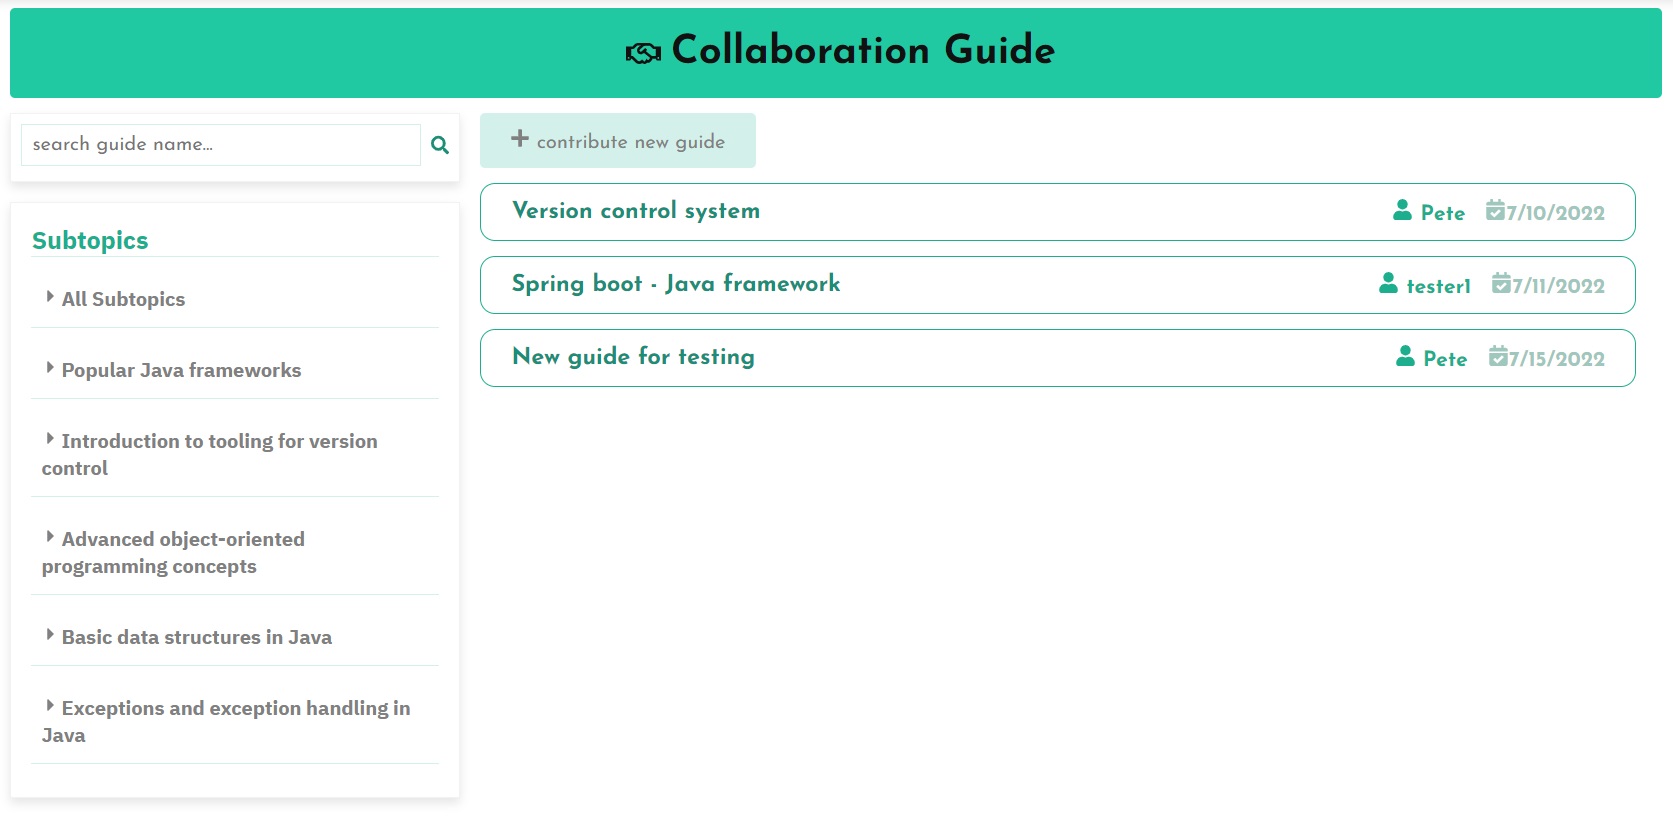 Collaboration Guide
search guide name...
Subtopics
All Subtopics
Popular Java frameworks
Introduction to tooling for version
control
Advanced object-oriented
programming concepts
Basic data structures in Java
Exceptions and exception handling in
Java
contribute new guide
Version control system Pete 7/10/2022
Spring boot - Java framework tester1 7/11/2022
New guide for testing Pete 7/15/2022